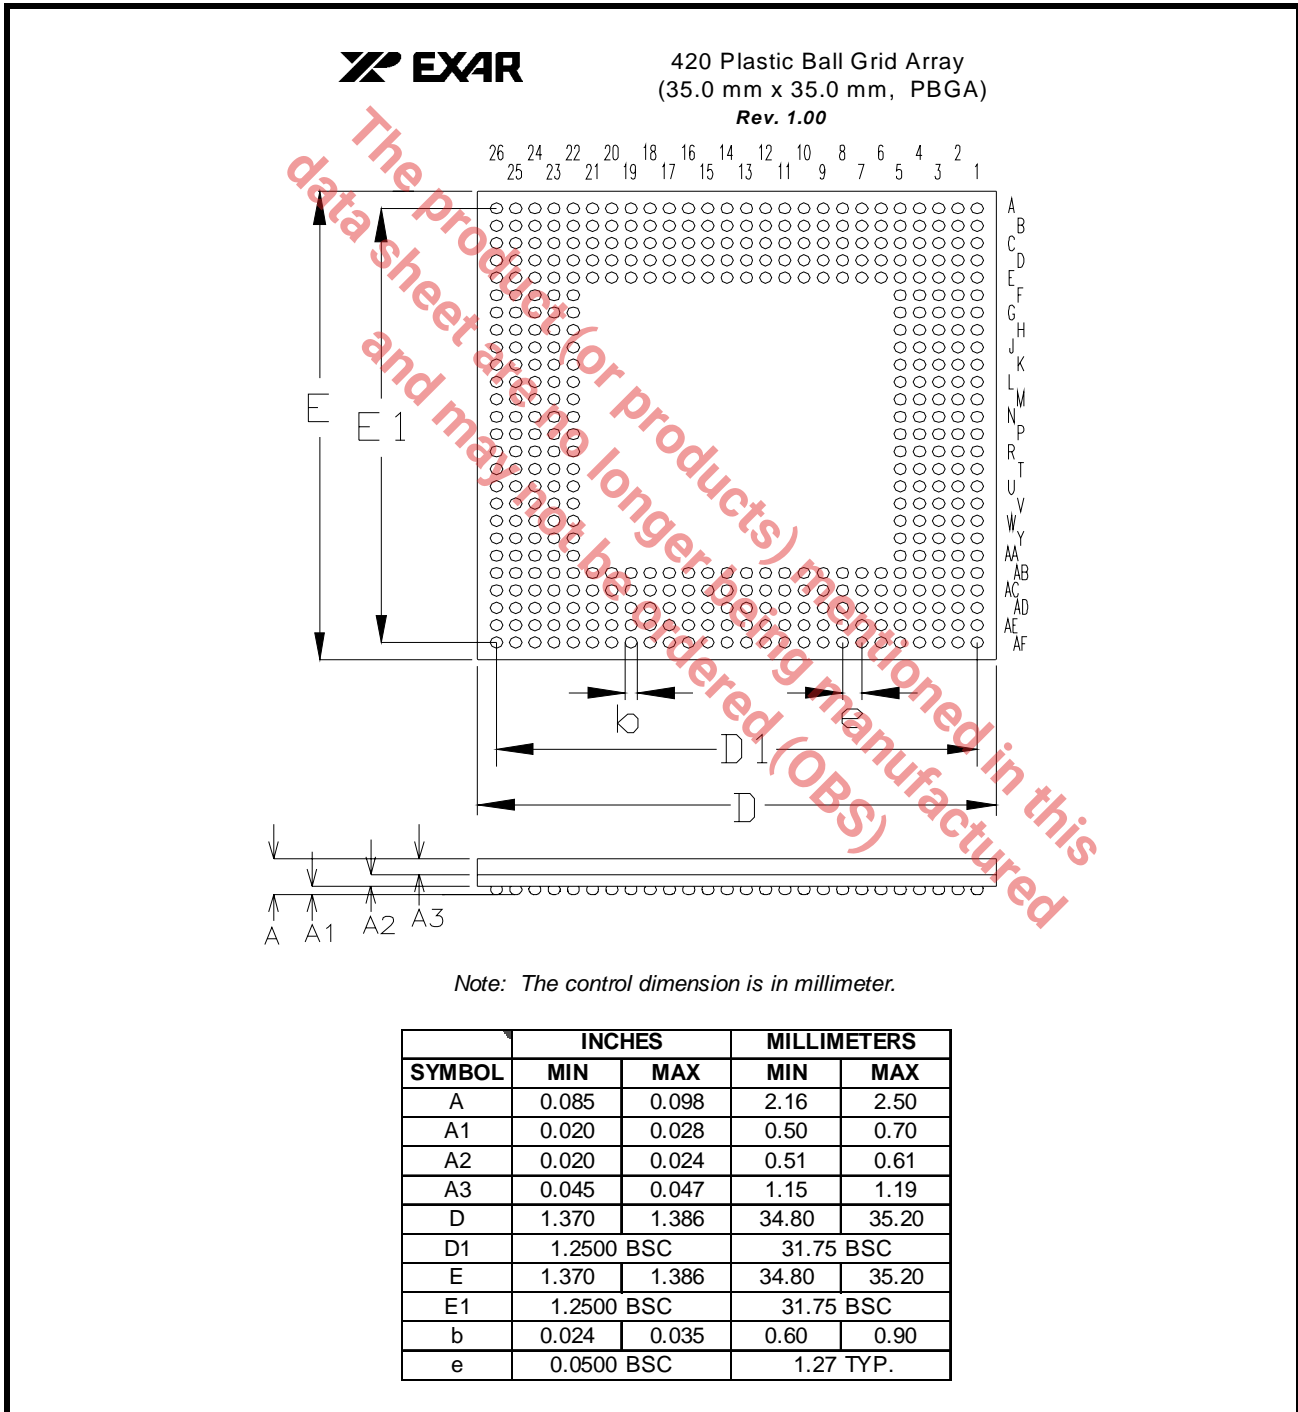 EXAR
420 Plastic Ball Grid Array
(35.0 mm x 35.0 mm, PBGA)
Rev. 1.00
26 24 22 20 18 16 14 12 10 8 6 4 2
25 23 21 19 17 15 13 11 9 7 5 3 1
A
B
C
D
E
F
G
H
J
K
L
M
N
P
R
T
U
V
W
Y
AA
AB
AC
AD
AE
AF
E
E1
b
e
D1
D
A
A1
A2
A3
The product (or products) mentioned in this
data sheet are no longer being manufactured
and may not be ordered (OBS)
Note: The control dimension is in millimeter.
INCHES MILLIMETERS
SYMBOL MIN MAX MIN MAX
A 0.085 0.098 2.16 2.50
A1 0.020 0.028 0.50 0.70
A2 0.020 0.024 0.51 0.61
A3 0.045 0.047 1.15 1.19
D 1.370 1.386 34.80 35.20
D1 1.2500 BSC 31.75 BSC
E 1.370 1.386 34.80 35.20
E1 1.2500 BSC 31.75 BSC
b 0.024 0.035 0.60 0.90
e 0.0500 BSC 1.27 TYP.